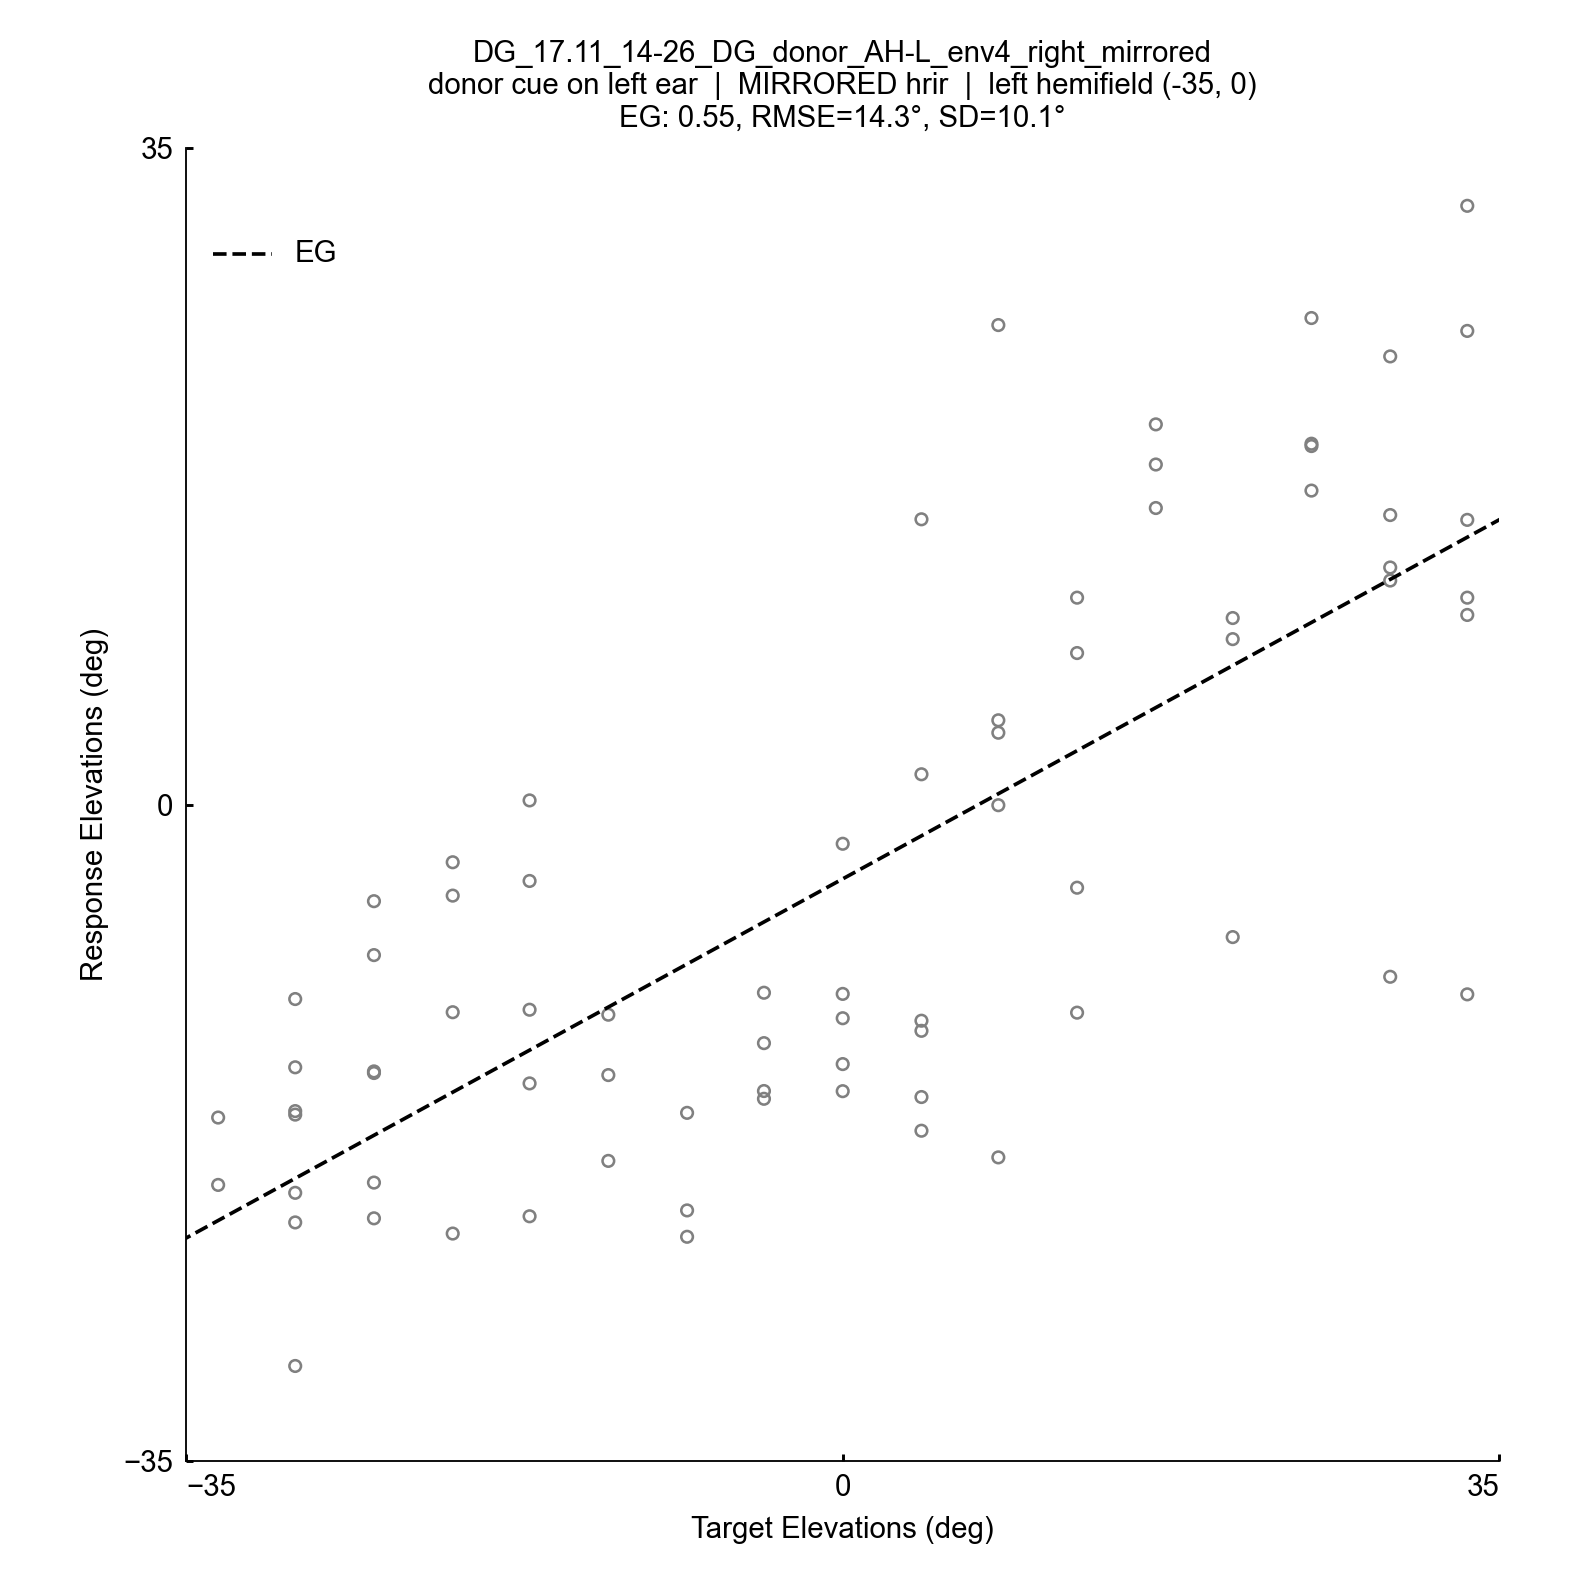 DG_17.11_14-26_DG_donor_AH-L_env4_right_mirrored
donor cue on left ear | MIRRORED hrir | left hemifield (-35, 0)
EG: 0.55, RMSE=14.3°, SD=10.1°
35
EG
Response Elevations (deg)
0
−35
−35
0
35
Target Elevations (deg)